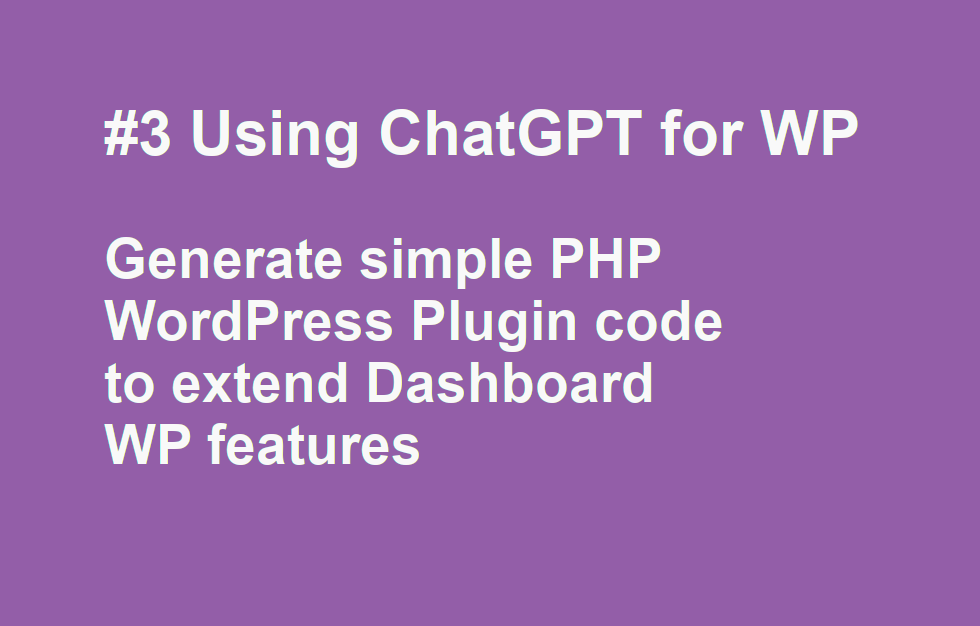 #3 Using ChatGPT for WP
Generate simple PHP
WordPress Plugin code
to extend Dashboard
WP features